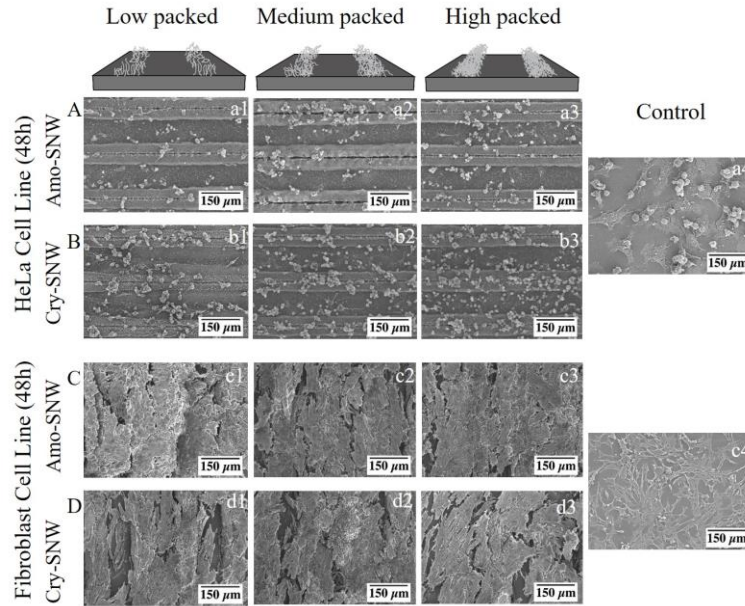 Low packed Medium packed High packed
Control
HeLa Cell Line (48h)
Amo-SNW
A
a1
150 µm
a2
150 µm
a3
150 µm
a4
150 µm
Cry-SNW
B
b1
150 µm
b2
150 µm
b3
150 µm
Fibroblast Cell Line (48h)
Amo-SNW
C
c1
150 µm
c2
150 µm
c3
150 µm
c4
150 µm
Cry-SNW
D
d1
150 µm
d2
150 µm
d3
150 µm